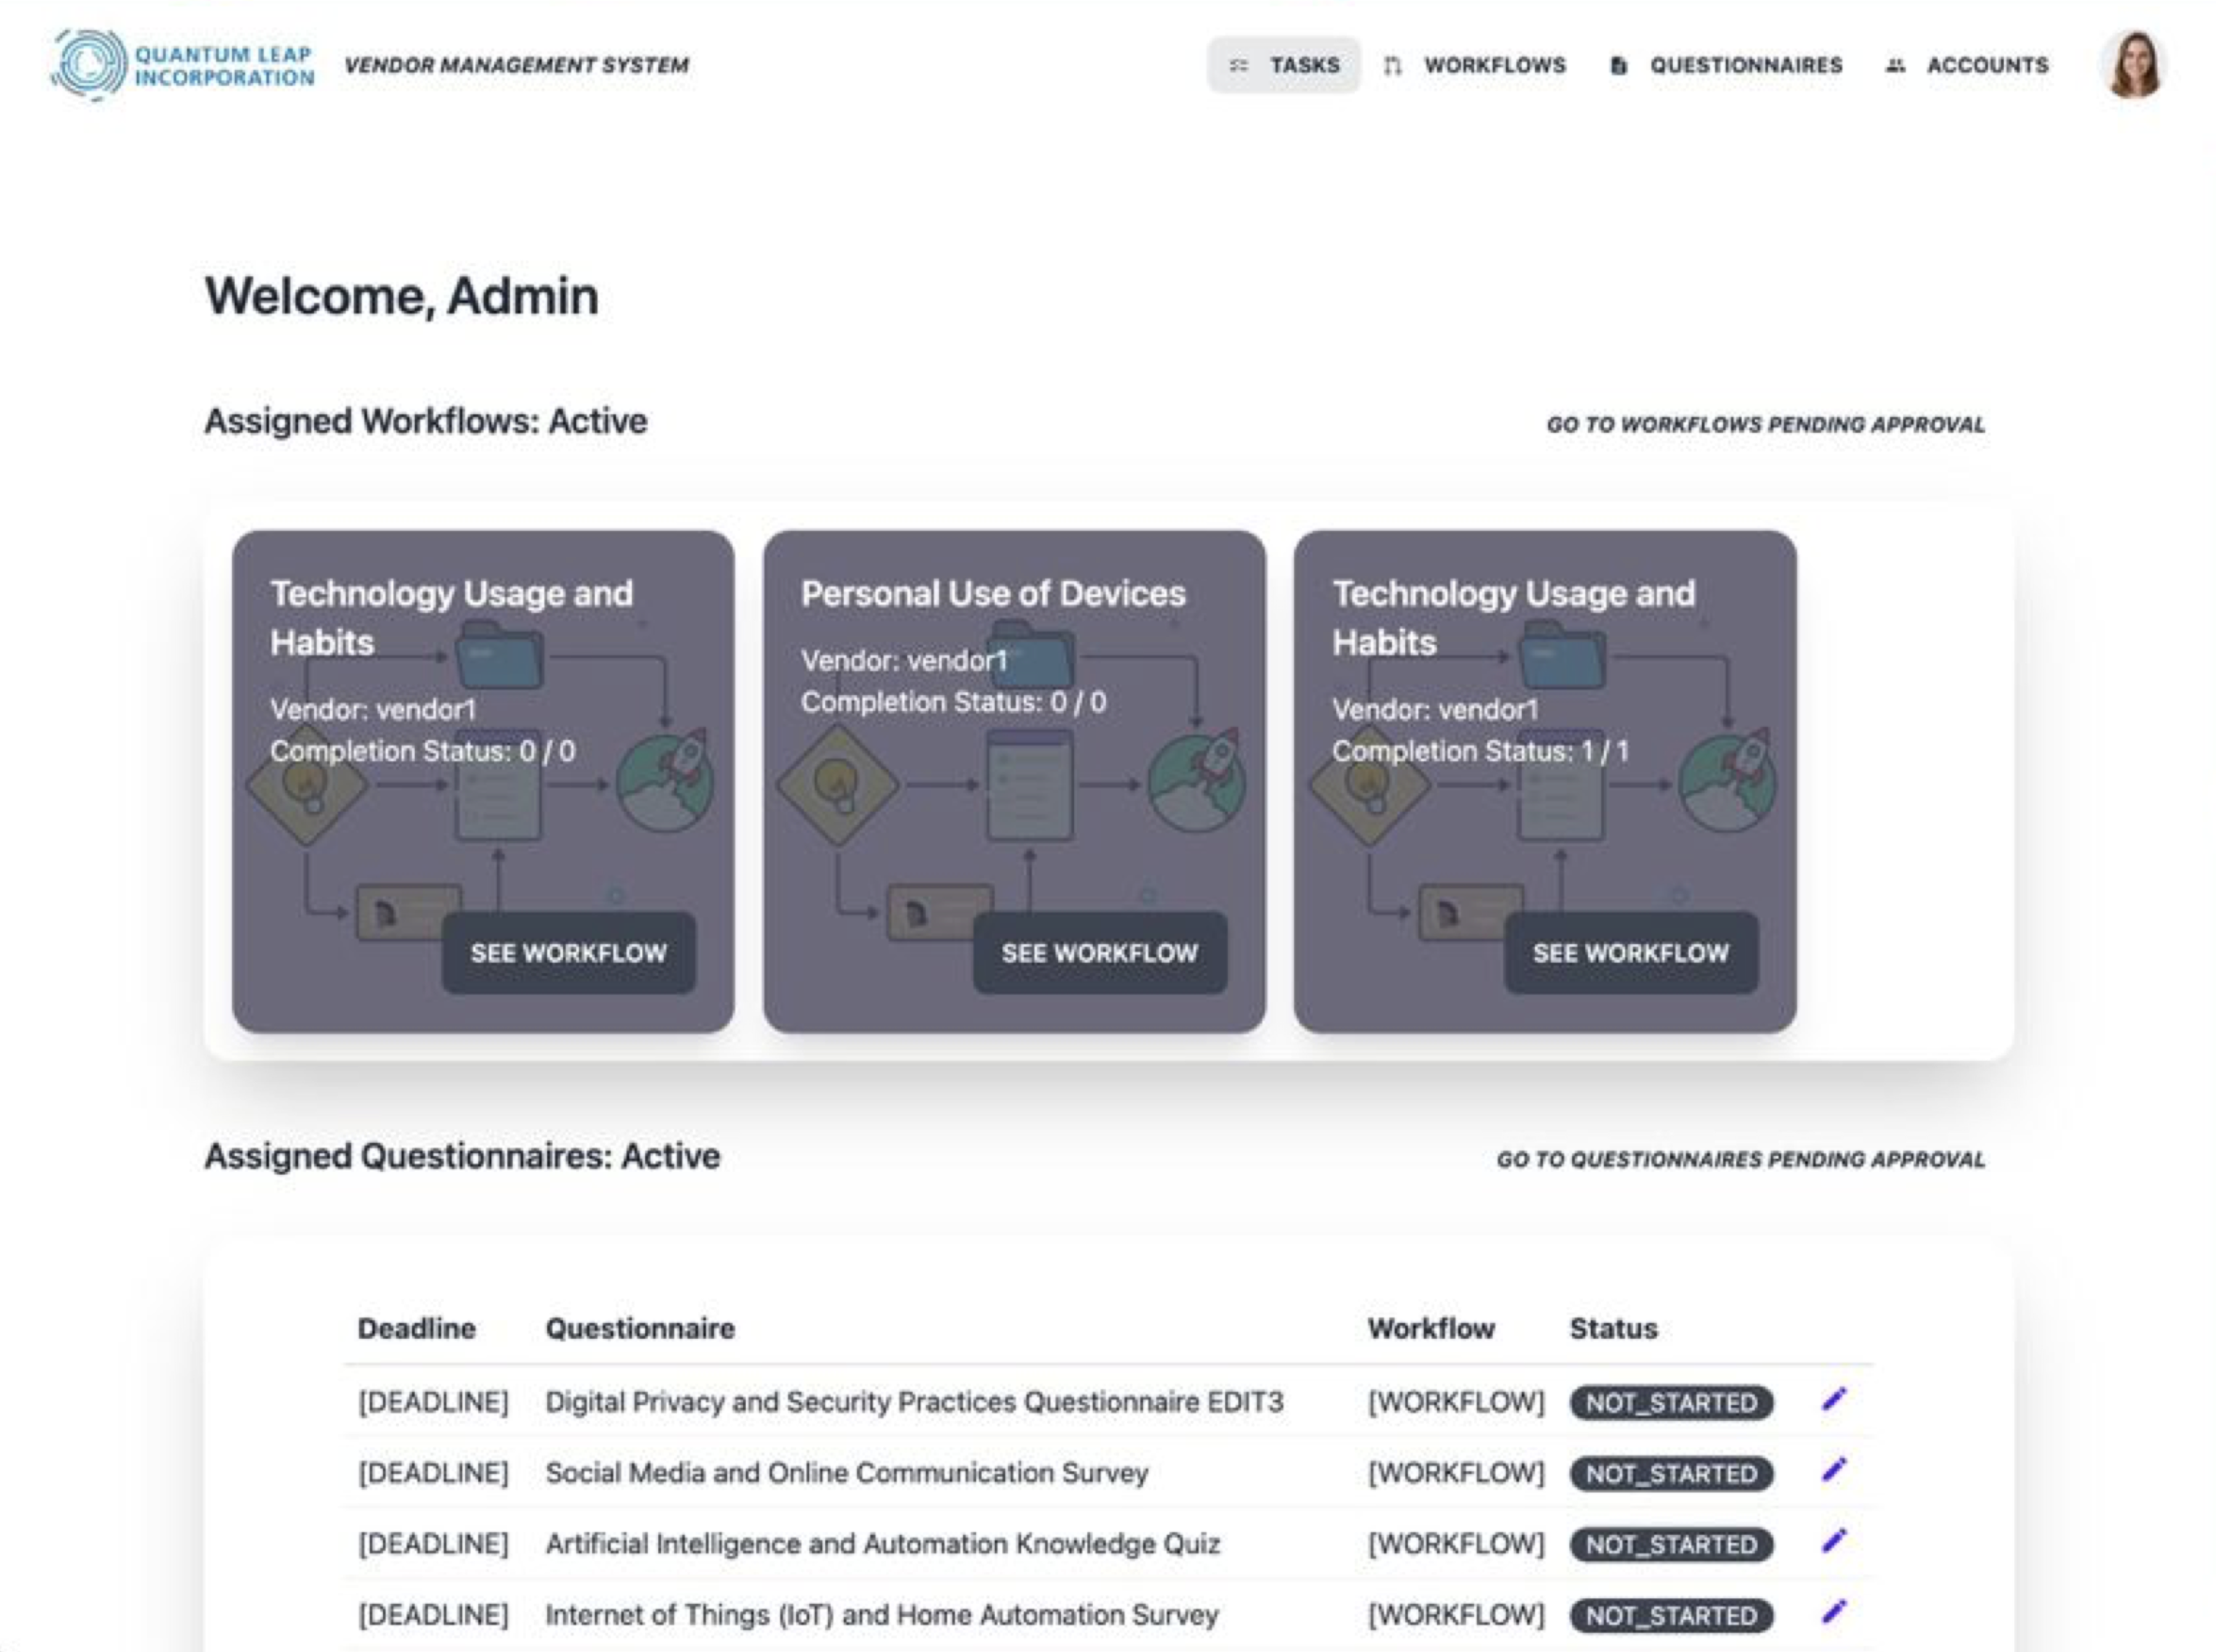 QUANTUM LEAP
INCORPORATION
VENDOR MANAGEMENT SYSTEM
TASKS
WORKFLOWS
QUESTIONNAIRES
ACCOUNTS
Welcome, Admin
Assigned Workflows: Active
GO TO WORKFLOWS PENDING APPROVAL
Technology Usage and
Habits
Vendor: vendor1
Completion Status: 0 / 0
SEE WORKFLOW
Personal Use of Devices
Vendor: vendor1
Completion Status: 0 / 0
SEE WORKFLOW
Technology Usage and
Habits
Vendor: vendor1
Completion Status: 1 / 1
SEE WORKFLOW
Assigned Questionnaires: Active
GO TO QUESTIONNAIRES PENDING APPROVAL
Deadline Questionnaire Workflow Status
[DEADLINE] Digital Privacy and Security Practices Questionnaire EDIT3 [WORKFLOW] NOT_STARTED
[DEADLINE] Social Media and Online Communication Survey [WORKFLOW] NOT_STARTED
[DEADLINE] Artificial Intelligence and Automation Knowledge Quiz [WORKFLOW] NOT_STARTED
[DEADLINE] Internet of Things (IoT) and Home Automation Survey [WORKFLOW] NOT_STARTED